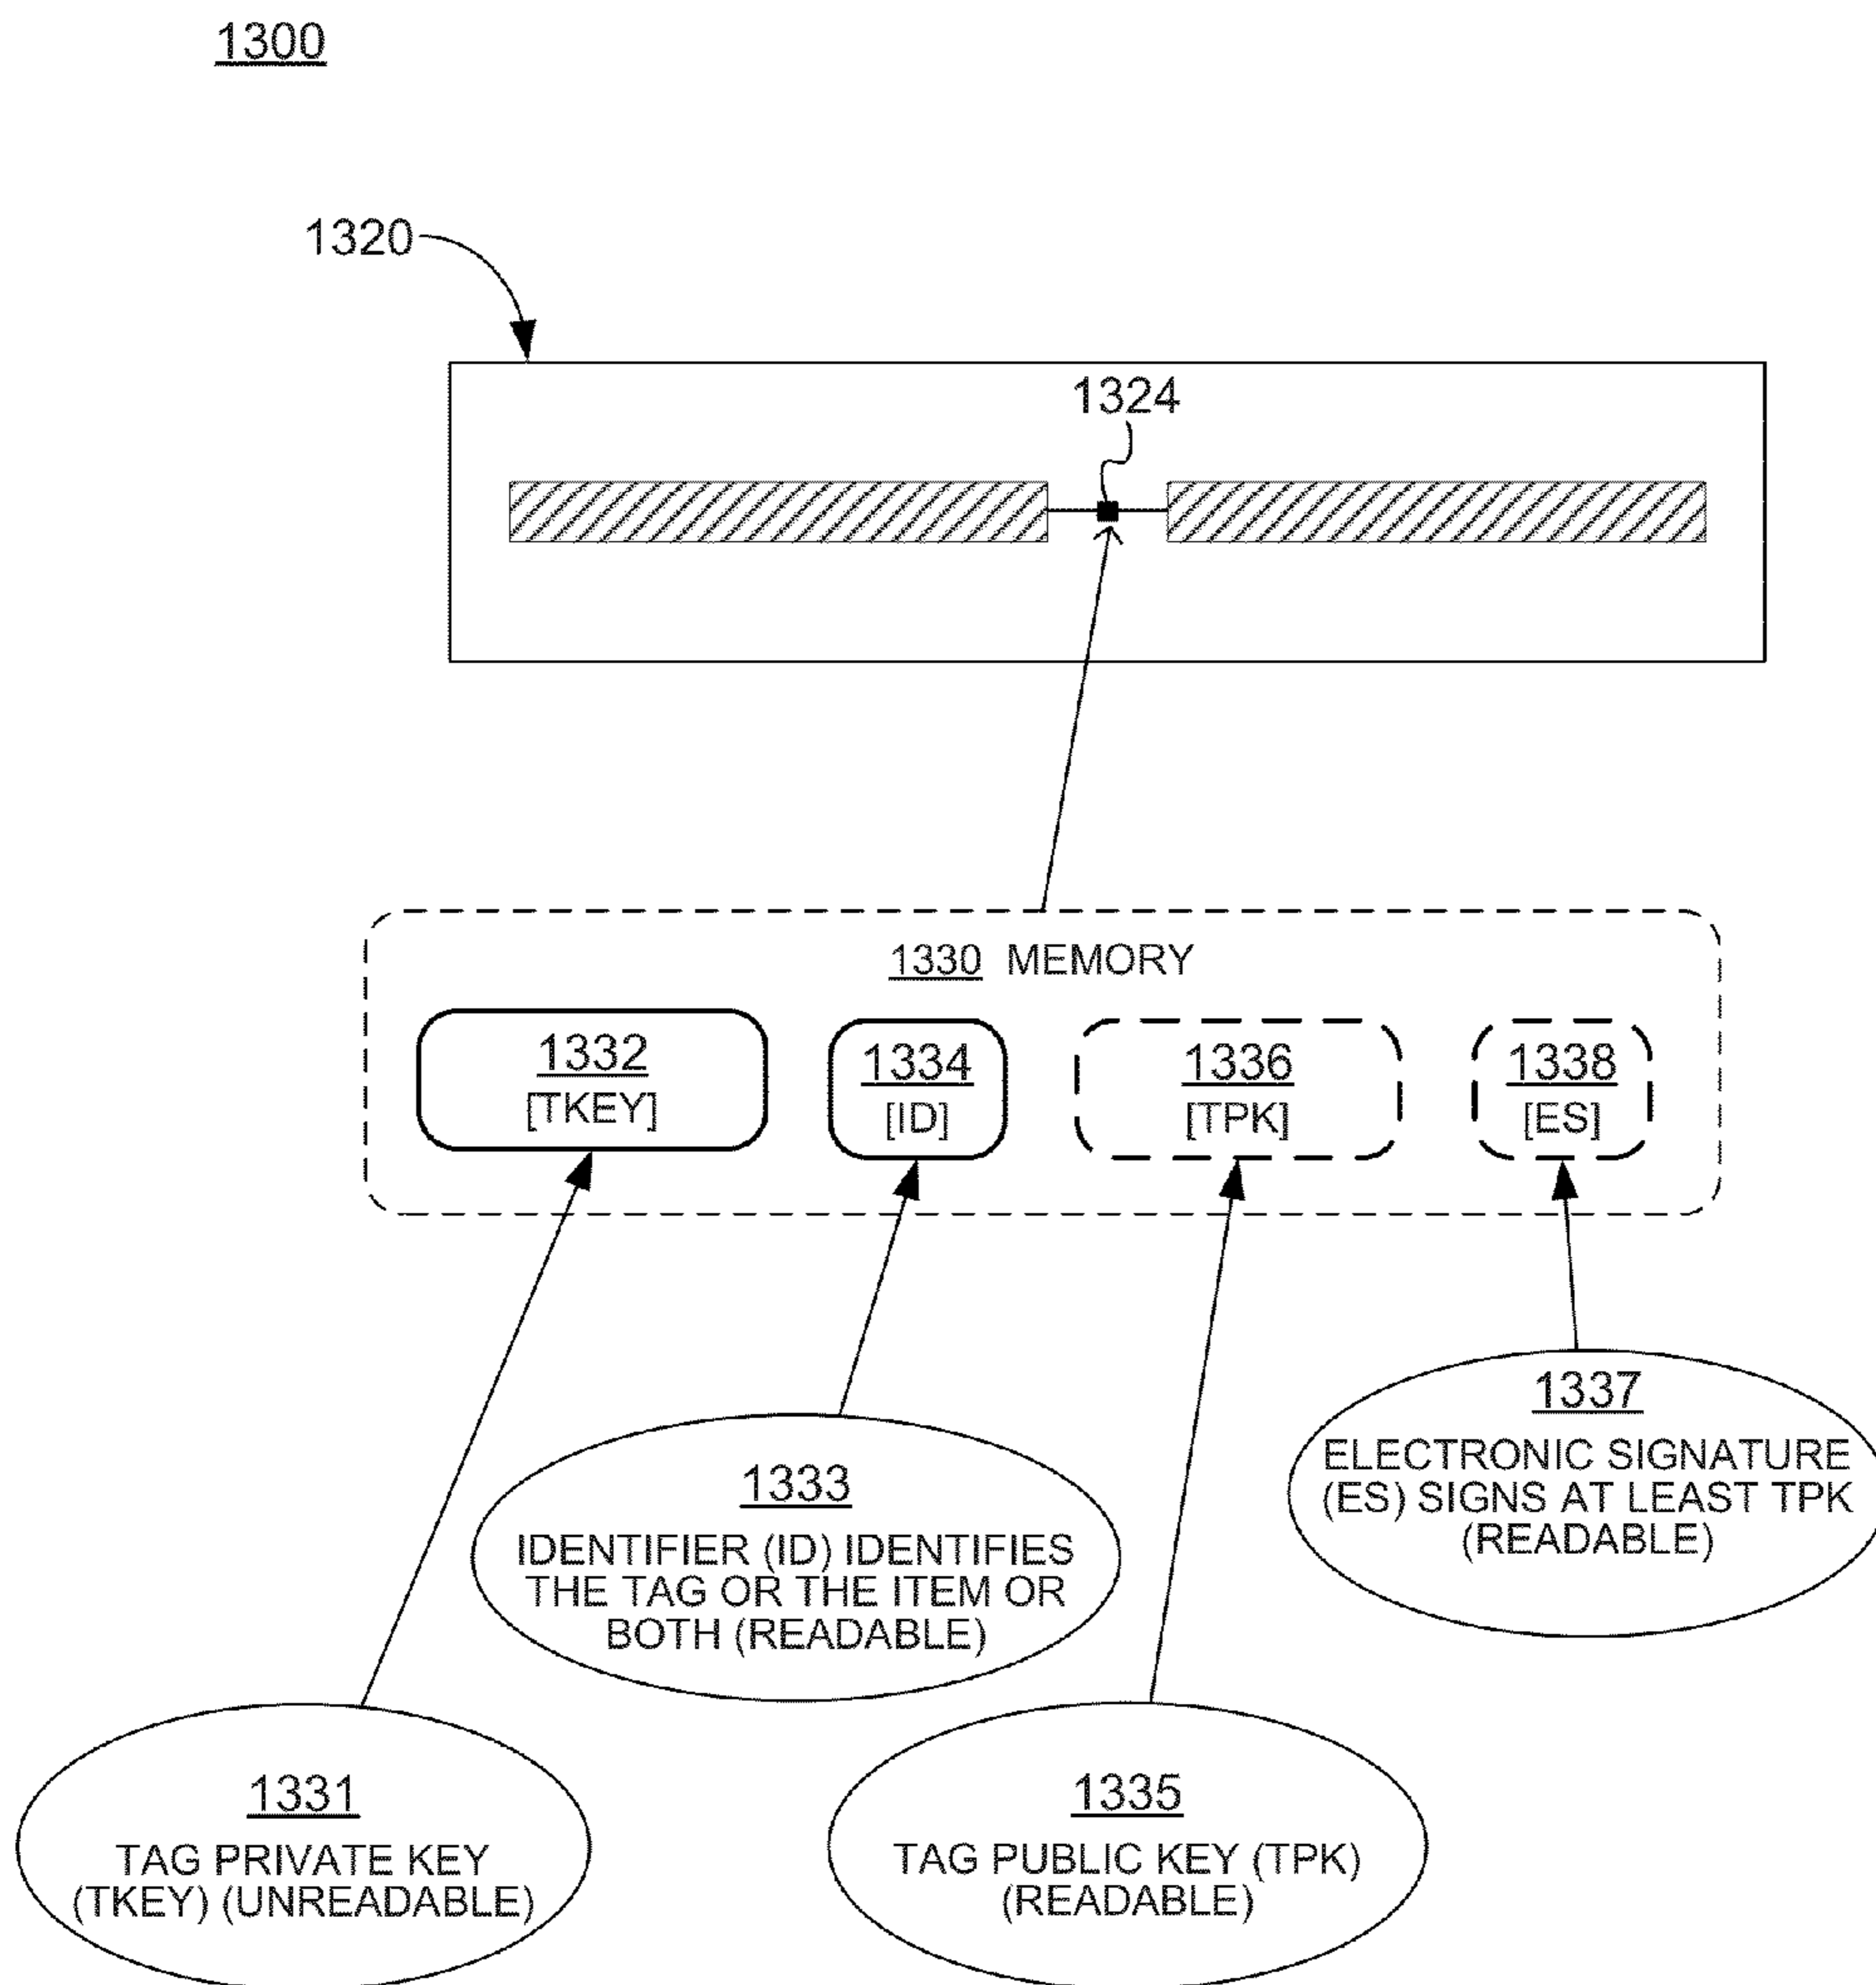 1300
1320
1324
1330 MEMORY
1332
[TKEY]
1334
[ID]
1336
[TPK]
1338
[ES]
1337
ELECTRONIC SIGNATURE
(ES) SIGNS AT LEAST TPK
(READABLE)
1333
IDENTIFIER (ID) IDENTIFIES
THE TAG OR THE ITEM OR
BOTH (READABLE)
1331
TAG PRIVATE KEY
(TKEY) (UNREADABLE)
1335
TAG PUBLIC KEY (TPK)
(READABLE)